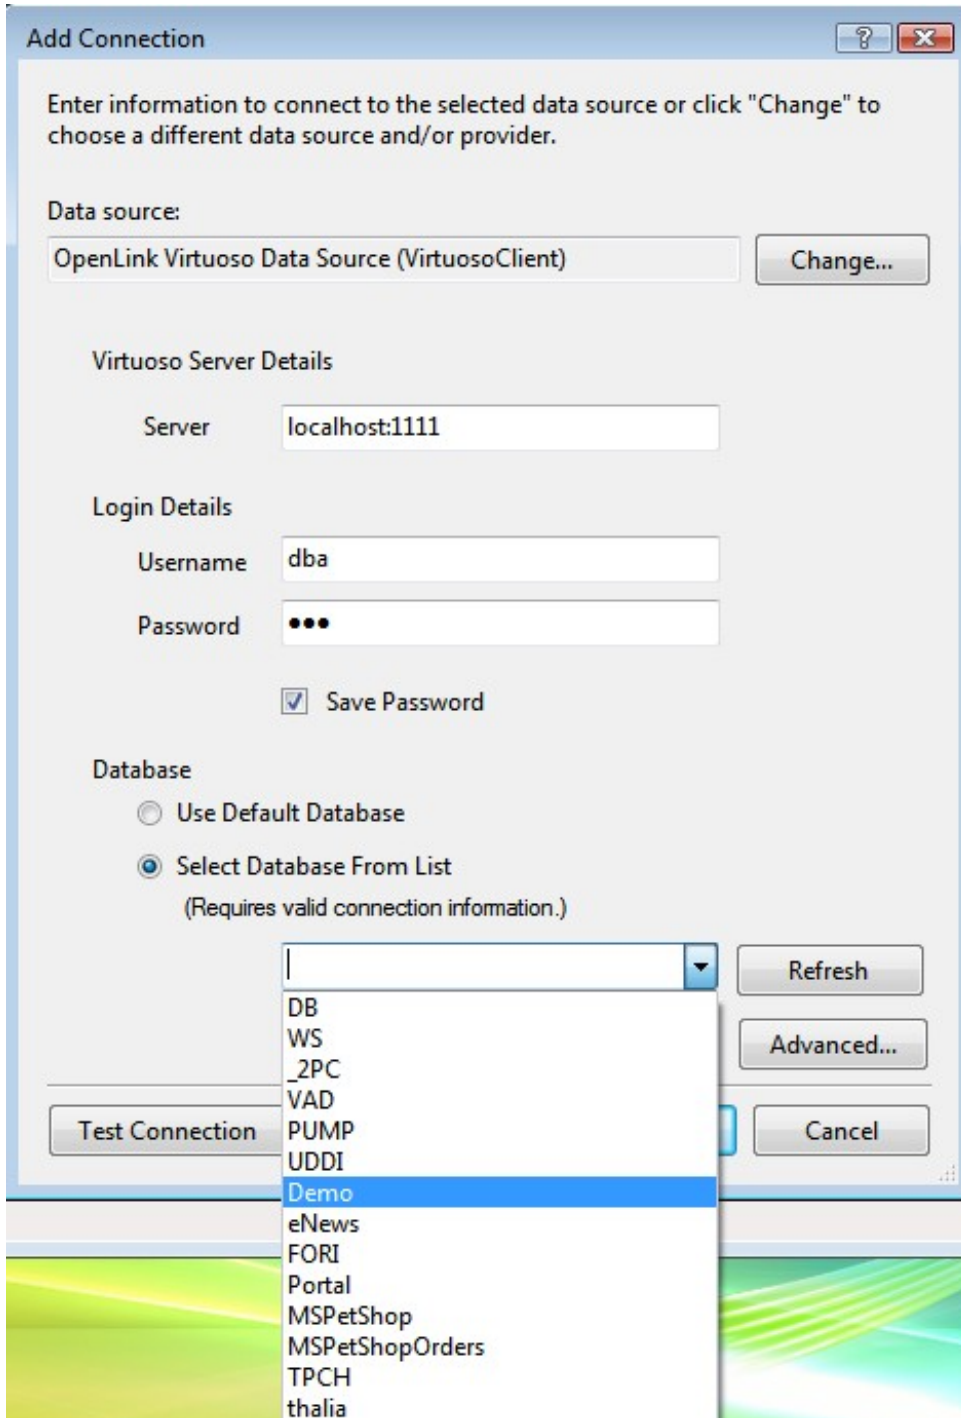 Add Connection
Enter information to connect to the selected data source or click "Change" to
choose a different data source and/or provider.
Data source:
OpenLink Virtuoso Data Source (VirtuosoClient)
Change...
Virtuoso Server Details
Server
localhost:1111
Login Details
Username
dba
Password
●●●
Save Password
Database
Use Default Database
Select Database From List
(Requires valid connection information.)
Refresh
DB
WS
_2PC
VAD
PUMP
UDDI
Demo
eNews
FORI
Portal
MSPetShop
MSPetShopOrders
TPCH
thalia
Advanced...
Test Connection
Cancel